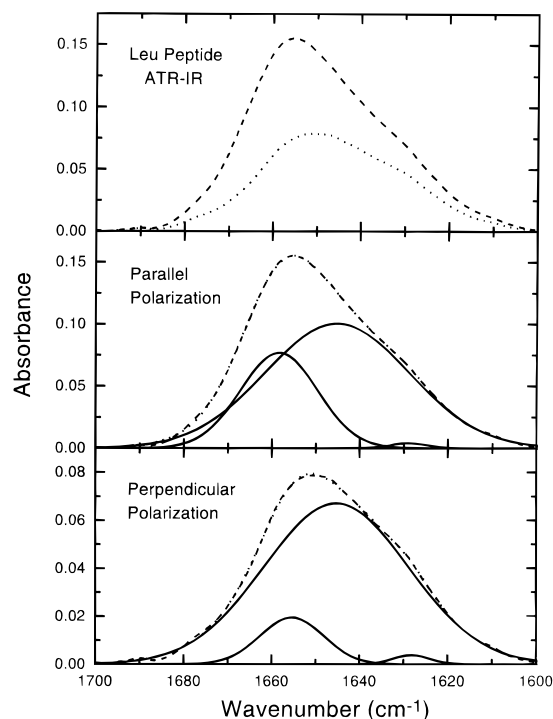 0.15
Leu Peptide
ATR-IR
0.10
0.05
0.00
0.15
Parallel
Polarization
0.10
0.05
0.00
Absorbance
0.08
Perpendicular
Polarization
0.06
0.04
0.02
0.00
1700 1680 1660 1640 1620 1600
Wavenumber (cm-1)